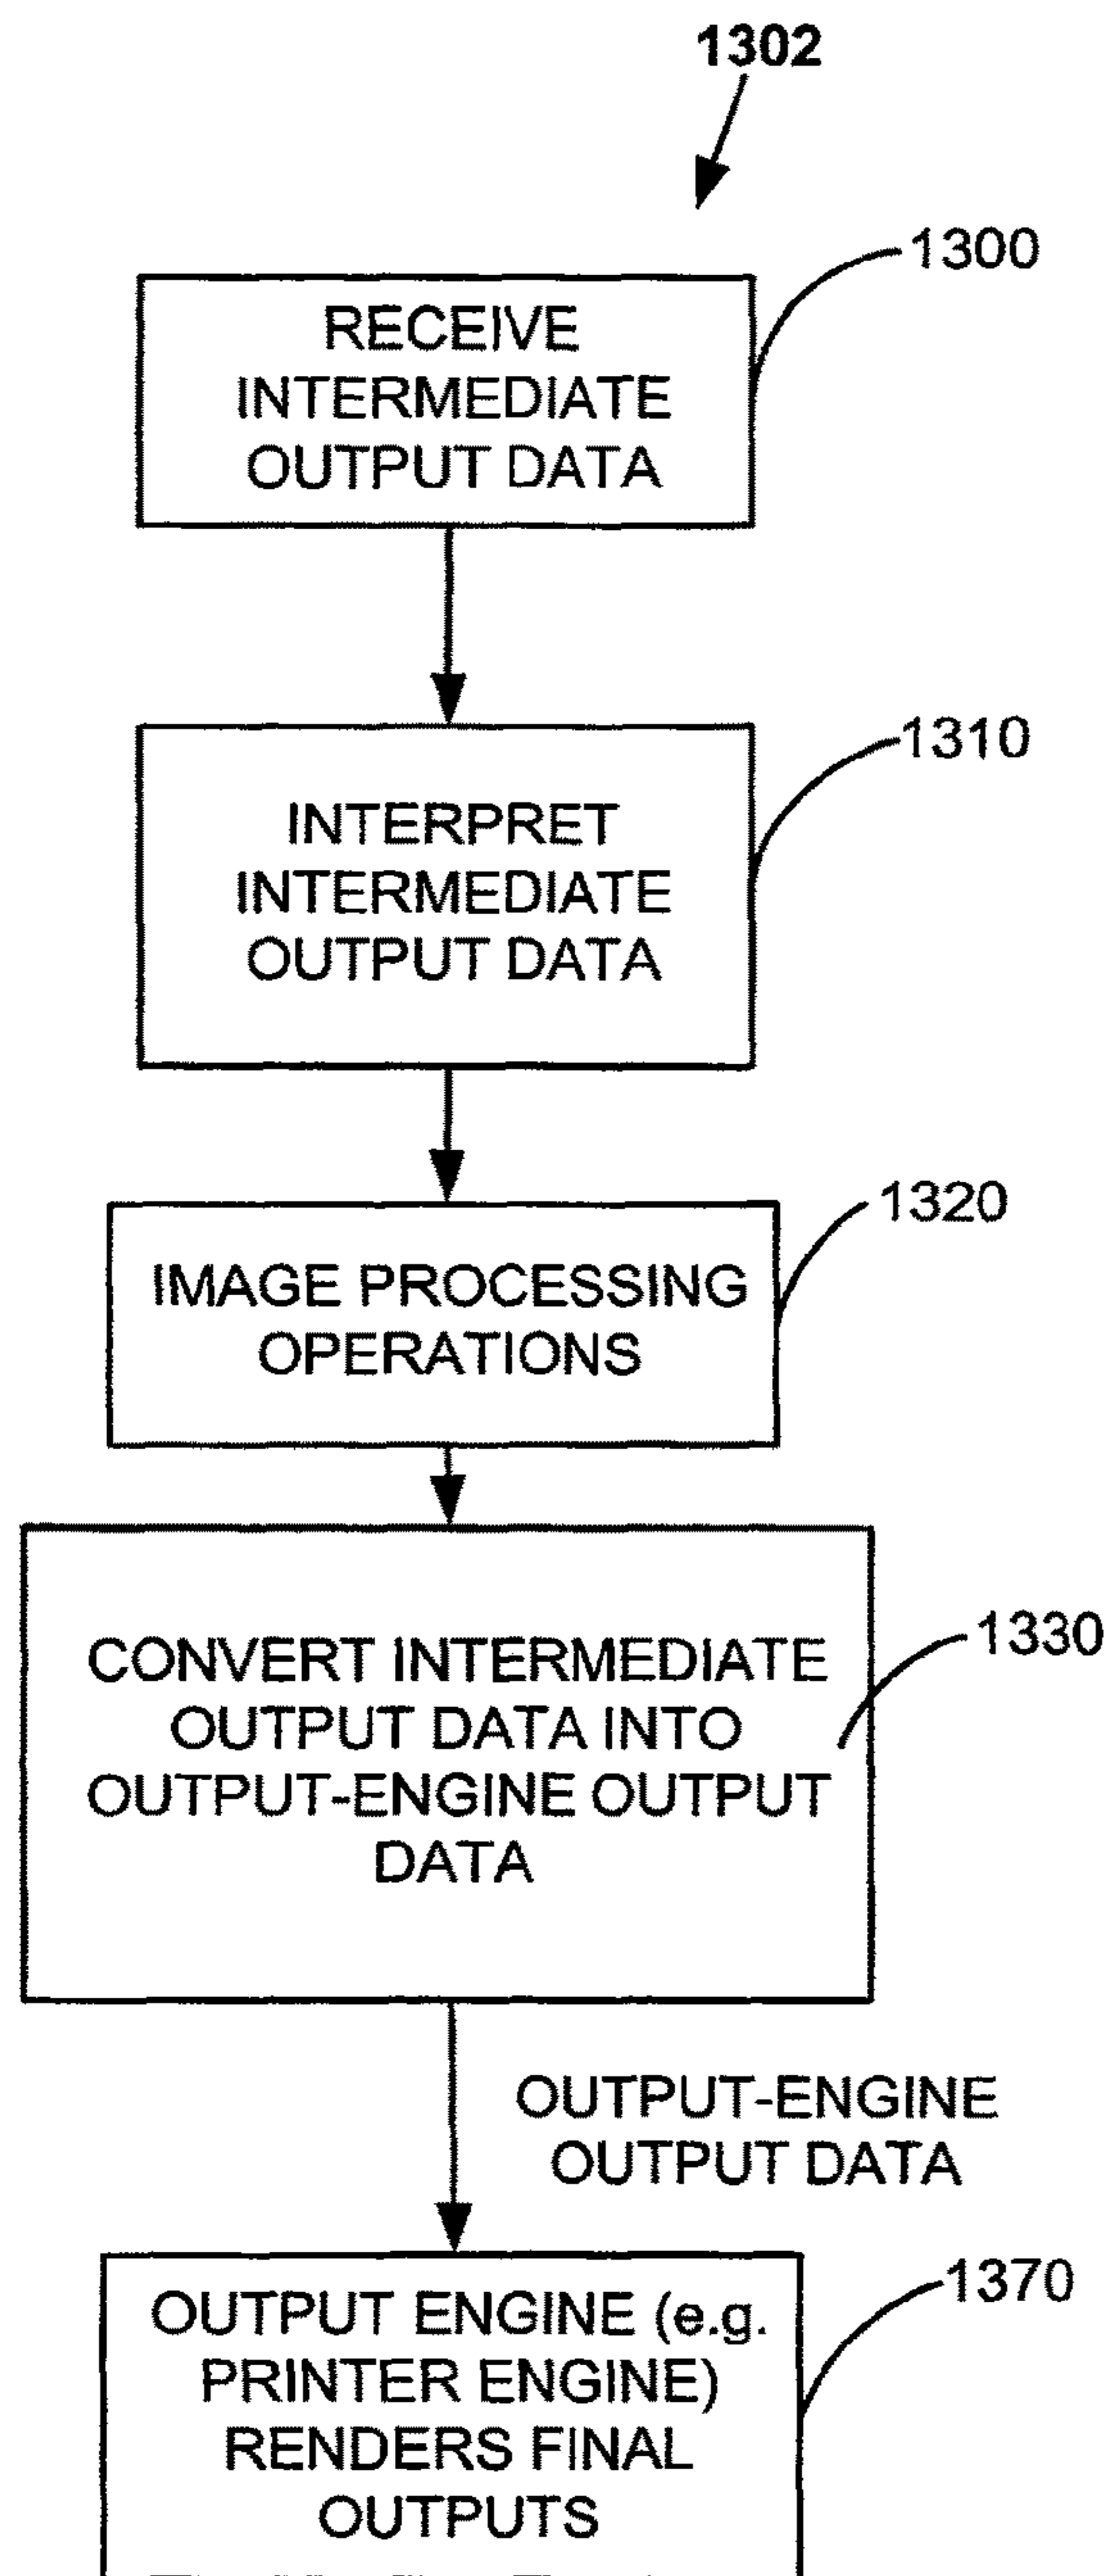 1302
1300
RECEIVE
INTERMEDIATE
OUTPUT DATA
1310
INTERPRET
INTERMEDIATE
OUTPUT DATA
1320
IMAGE PROCESSING
OPERATIONS
1330
CONVERT INTERMEDIATE
OUTPUT DATA INTO
OUTPUT-ENGINE OUTPUT
DATA
OUTPUT-ENGINE
OUTPUT DATA
1370
OUTPUT ENGINE (e.g.
PRINTER ENGINE)
RENDERS FINAL
OUTPUTS